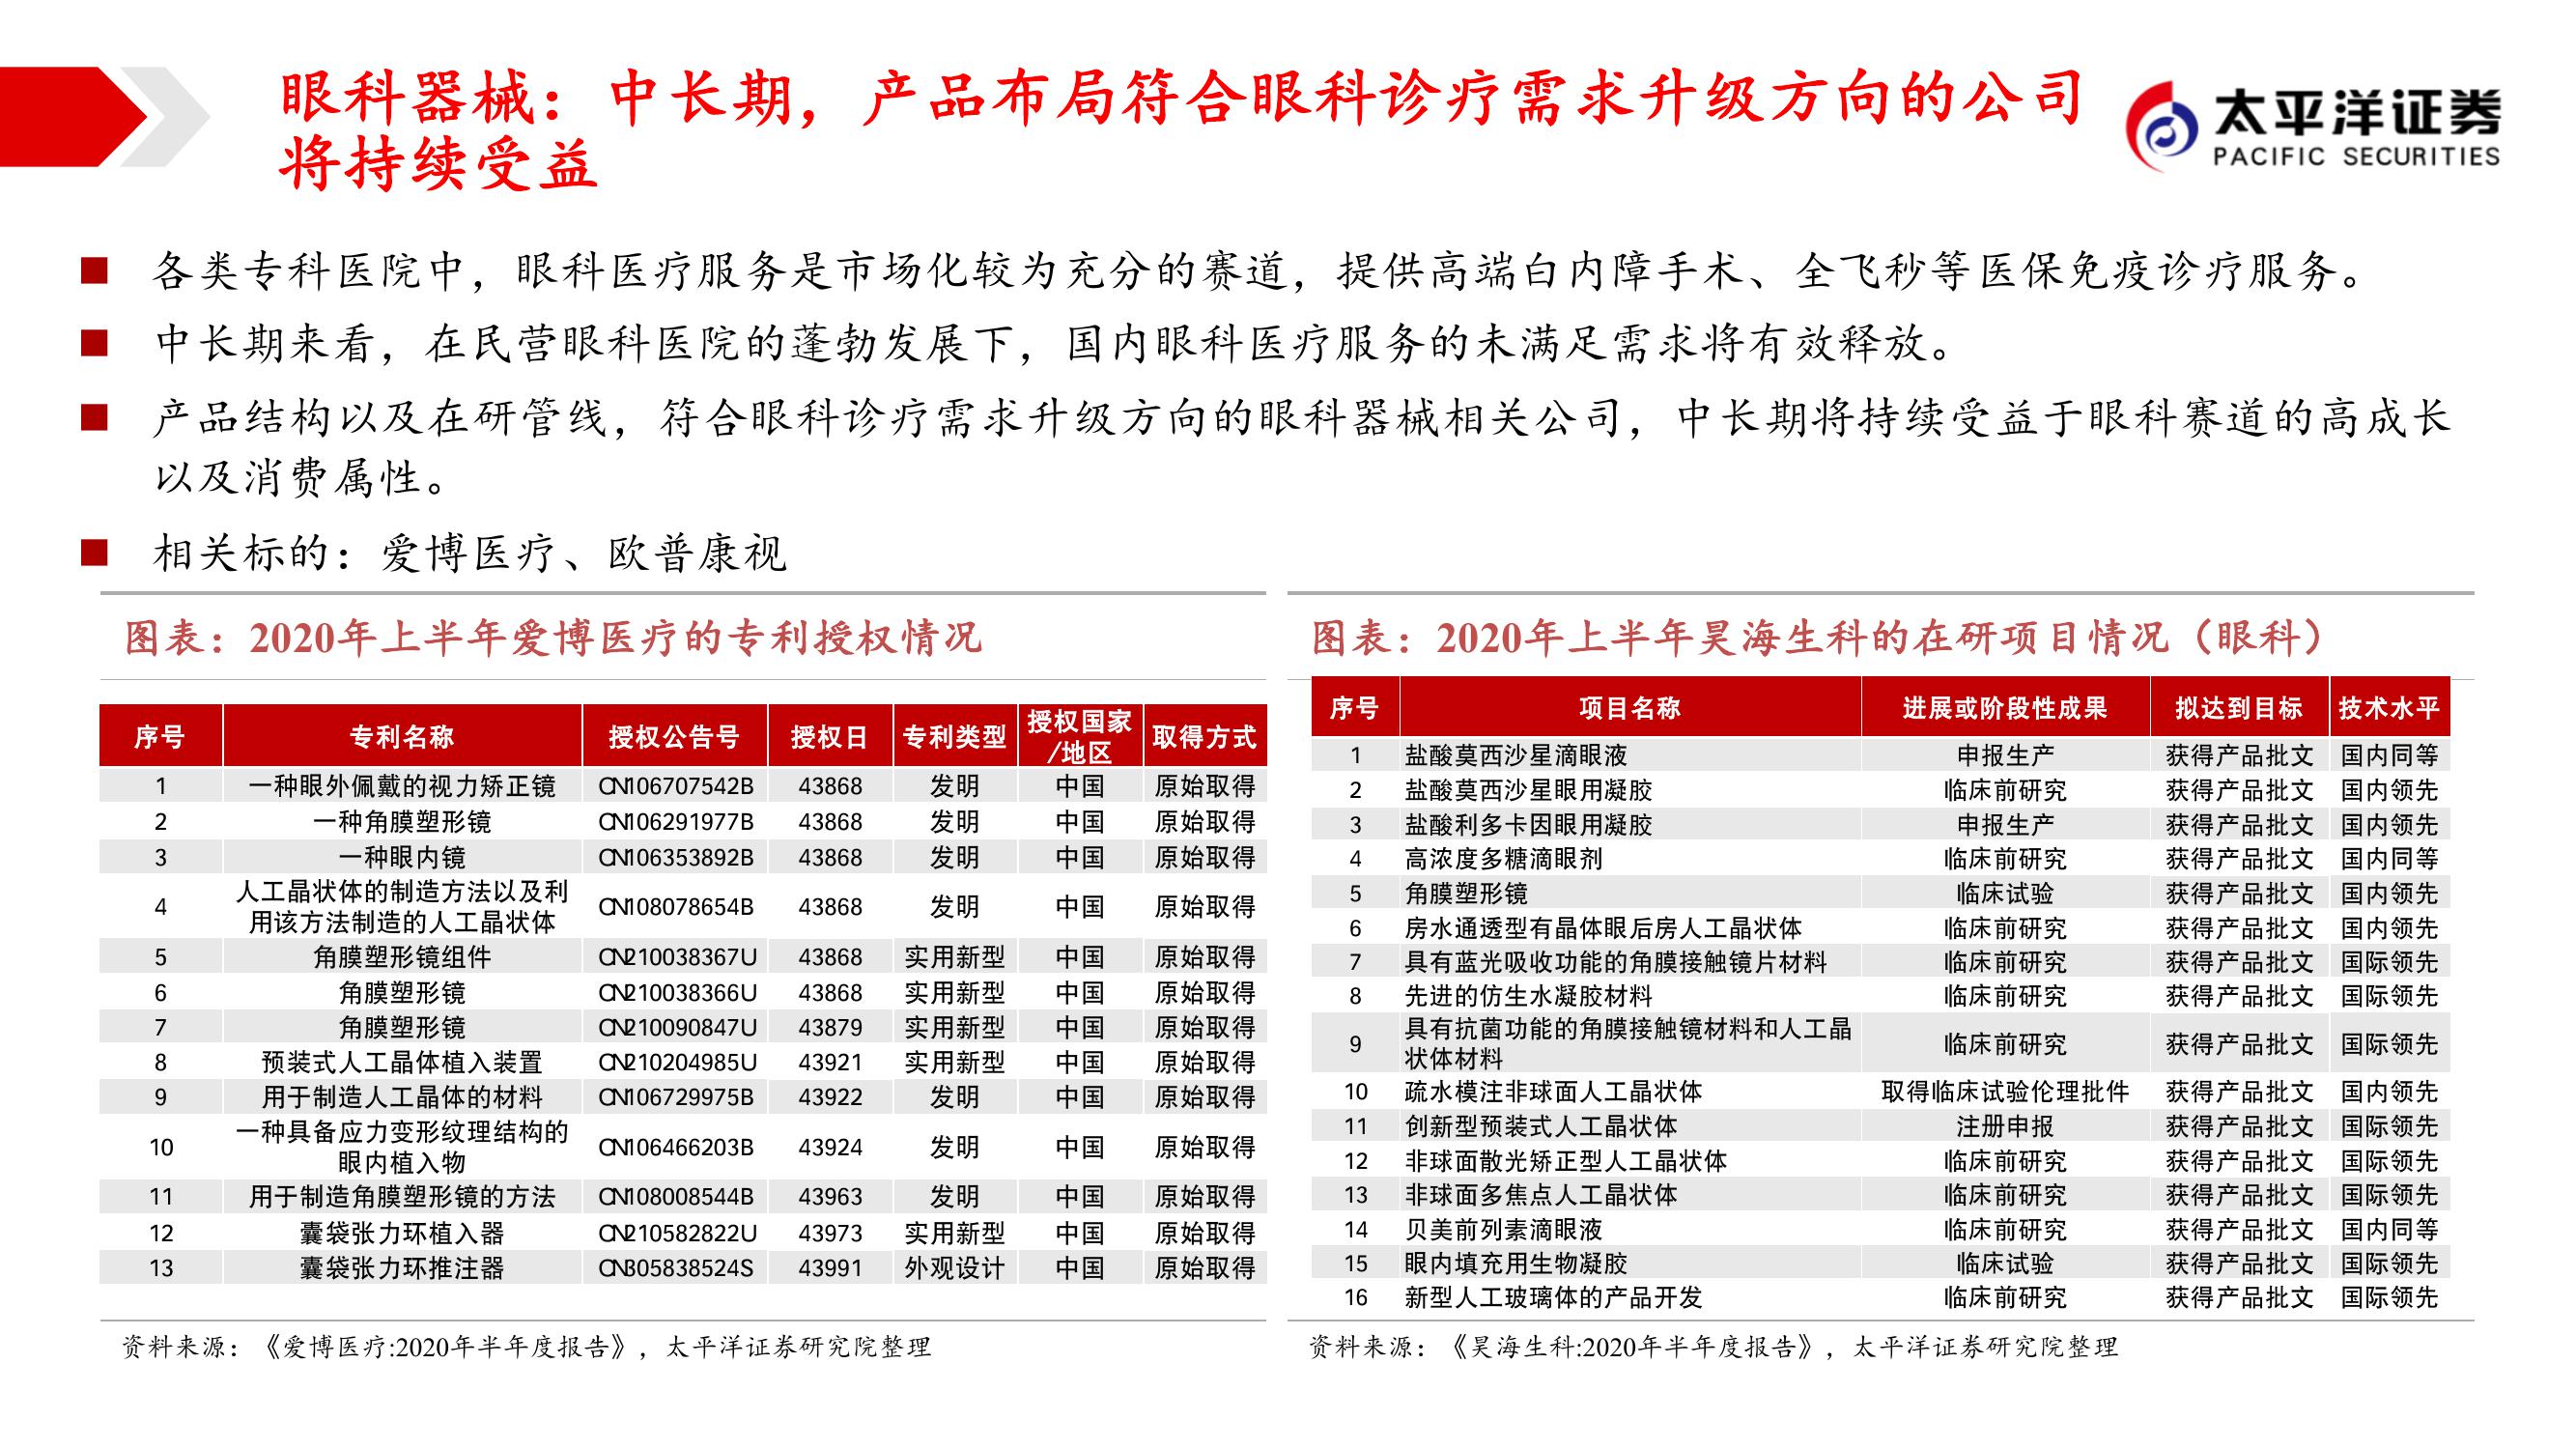 眼科器械：中长期，产品布局符合眼科诊疗需求升级方向的公司
将持续受益
太平洋证券
PACIFIC SECURITIES
■ 各类专科医院中，眼科医疗服务是市场化较为充分的赛道，提供高端白内障手术、全飞秒等医保免疫诊疗服务。
■ 中长期来看，在民营眼科医院的蓬勃发展下，国内眼科医疗服务的未满足需求将有效释放。
■ 产品结构以及在研管线，符合眼科诊疗需求升级方向的眼科器械相关公司，中长期将持续受益于眼科赛道的高成长
以及消费属性。
■ 相关标的：爱博医疗、欧普康视
图表：2020年上半年爱博医疗的专利授权情况
序号 专利名称 授权公告号 授权日 专利类型 授权国家/地区 取得方式
1 一种眼外佩戴的视力矫正镜 CN106707542B 43868 发明 中国 原始取得
2 一种角膜塑形镜 CN106291977B 43868 发明 中国 原始取得
3 一种眼内镜 CN106353892B 43868 发明 中国 原始取得
4 人工晶状体的制造方法以及利用该方法制造的人工晶状体 CN108078654B 43868 发明 中国 原始取得
5 角膜塑形镜组件 CN210038367U 43868 实用新型 中国 原始取得
6 角膜塑形镜 CN210038366U 43868 实用新型 中国 原始取得
7 角膜塑形镜 CN210090847U 43879 实用新型 中国 原始取得
8 预装式人工晶体植入装置 CN210204985U 43921 实用新型 中国 原始取得
9 用于制造人工晶体的材料 CN106729975B 43922 发明 中国 原始取得
10 一种具备应力变形纹理结构的眼内植入物 CN106466203B 43924 发明 中国 原始取得
11 用于制造角膜塑形镜的方法 CN108008544B 43963 发明 中国 原始取得
12 囊袋张力环植入器 CN210582822U 43973 实用新型 中国 原始取得
13 囊袋张力环推注器 CN305838524S 43991 外观设计 中国 原始取得
资料来源：《爱博医疗:2020年半年度报告》，太平洋证券研究院整理
图表：2020年上半年昊海生科的在研项目情况（眼科）
序号 项目名称 进展或阶段性成果 拟达到目标 技术水平
1 盐酸莫西沙星滴眼液 申报生产 获得产品批文 国内同等
2 盐酸莫西沙星眼用凝胶 临床前研究 获得产品批文 国内领先
3 盐酸利多卡因眼用凝胶 申报生产 获得产品批文 国内领先
4 高浓度多糖滴眼剂 临床前研究 获得产品批文 国内同等
5 角膜塑形镜 临床试验 获得产品批文 国内领先
6 房水通透型有晶体眼后房人工晶状体 临床前研究 获得产品批文 国内领先
7 具有蓝光吸收功能的角膜接触镜片材料 临床前研究 获得产品批文 国际领先
8 先进的仿生水凝胶材料 临床前研究 获得产品批文 国际领先
9 具有抗菌功能的角膜接触镜材料和人工晶状体材料 临床前研究 获得产品批文 国际领先
10 疏水模注非球面人工晶状体 取得临床试验伦理批件 获得产品批文 国内领先
11 创新型预装式人工晶状体 注册申报 获得产品批文 国际领先
12 非球面散光矫正型人工晶状体 临床前研究 获得产品批文 国际领先
13 非球面多焦点人工晶状体 临床前研究 获得产品批文 国际领先
14 贝美前列素滴眼液 临床前研究 获得产品批文 国内同等
15 眼内填充用生物凝胶 临床试验 获得产品批文 国际领先
16 新型人工玻璃体的产品开发 临床前研究 获得产品批文 国际领先
资料来源：《昊海生科:2020年半年度报告》，太平洋证券研究院整理